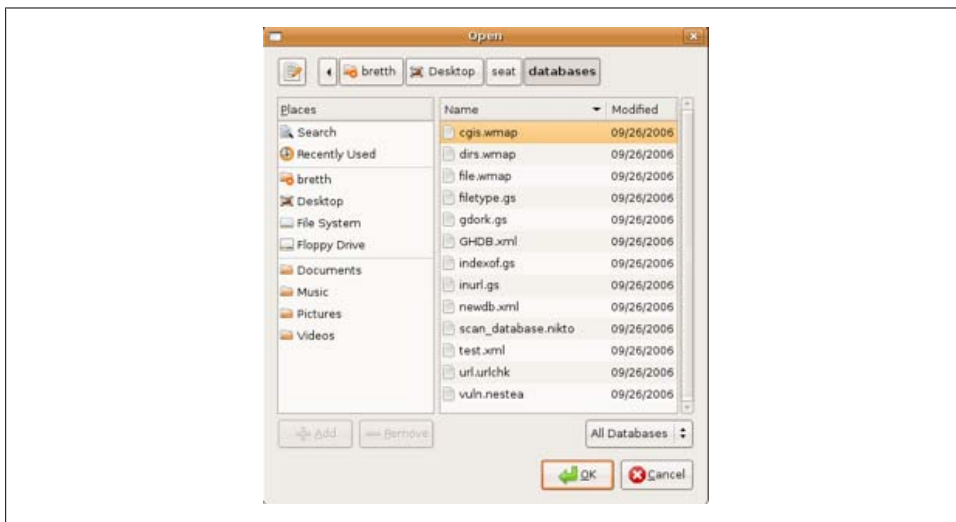 Open
bretth Desktop seat databases
Places
Search
Recently Used
bretth
Desktop
File System
Floppy Drive
Documents
Music
Pictures
Videos
Name Modified
cgis.wmap 09/26/2006
dirs.wmap 09/26/2006
file.wmap 09/26/2006
filetype.gs 09/26/2006
gdork.gs 09/26/2006
GHDB.xml 09/26/2006
indexof.gs 09/26/2006
inurl.gs 09/26/2006
newdb.xml 09/26/2006
scan_database.nikto 09/26/2006
test.xml 09/26/2006
url.urlchk 09/26/2006
vuln.nestea 09/26/2006
Add Remove All Databases
OK Cancel